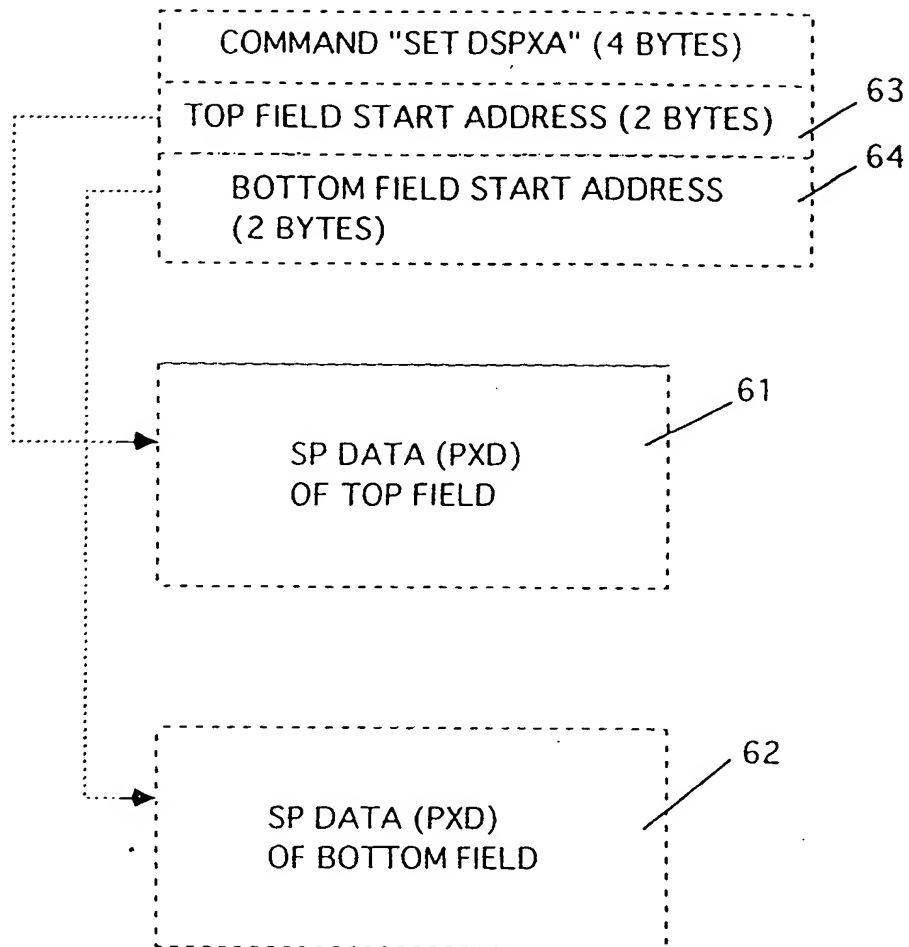 COMMAND "SET DSPXA" (4 BYTES)
TOP FIELD START ADDRESS (2 BYTES)
63
BOTTOM FIELD START ADDRESS
(2 BYTES)
64
SP DATA (PXD)
OF TOP FIELD
61
SP DATA (PXD)
OF BOTTOM FIELD
62